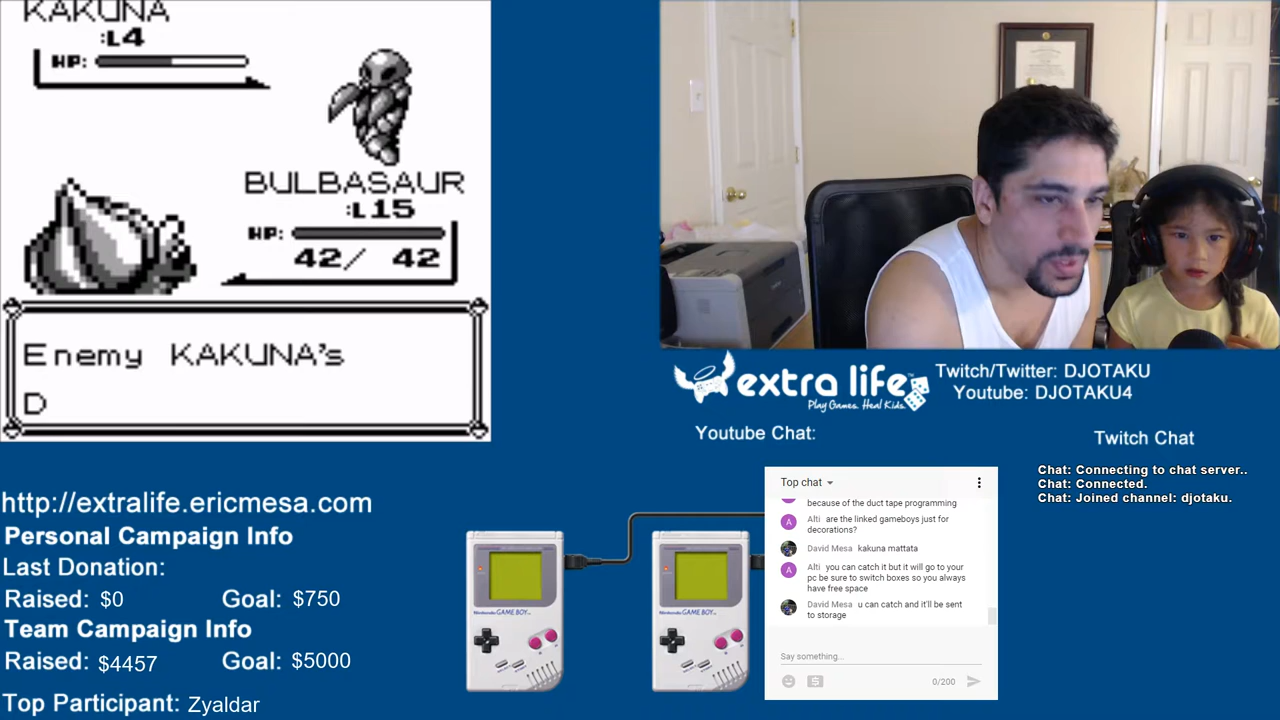 KAKUNA
:L4
HP:
BULBASAUR
:L15
HP:
42/ 42
Enemy KAKUNA's
D
extra life
Play Games. Heal Kids.
Twitch/Twitter: DJOTAKU
Youtube: DJOTAKU4
Youtube Chat:
Twitch Chat
Chat: Connecting to chat server..
Chat: Connected.
Chat: Joined channel: djotaku.
Top chat
because of the duct tape programming
A Alti are the linked gameboys just for
decorations?
David Mesa kakuna mattata
A Alti you can catch it but it will go to your
pc be sure to switch boxes so you always
have free space
David Mesa u can catch and it'll be sent
to storage
Say something...
0/200
http://extralife.ericmesa.com
Personal Campaign Info
Last Donation:
Raised: $0 Goal: $750
Team Campaign Info
Raised: $4457 Goal: $5000
Top Participant: Zyaldar
Nintendo GAME BOY
Nintendo GAME BOY